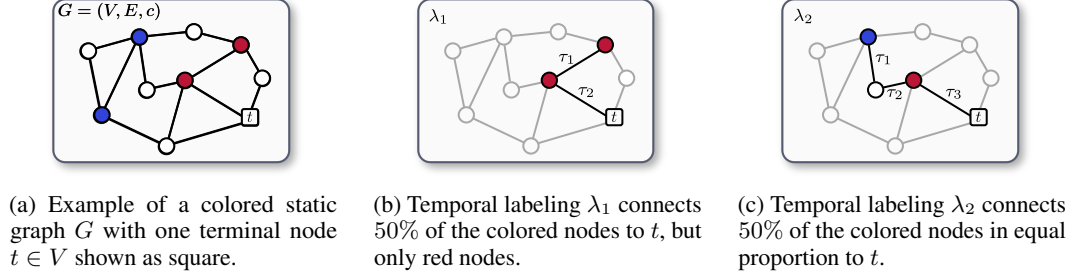 G = (V, E, c)
t
λ₁
τ₁
τ₂
t
λ₂
τ₁
τ₂
τ₃
t
(a) Example of a colored static
graph G with one terminal node
t ∈ V shown as square.
(b) Temporal labeling λ₁ connects
50% of the colored nodes to t, but
only red nodes.
(c) Temporal labeling λ₂ connects
50% of the colored nodes in equal
proportion to t.